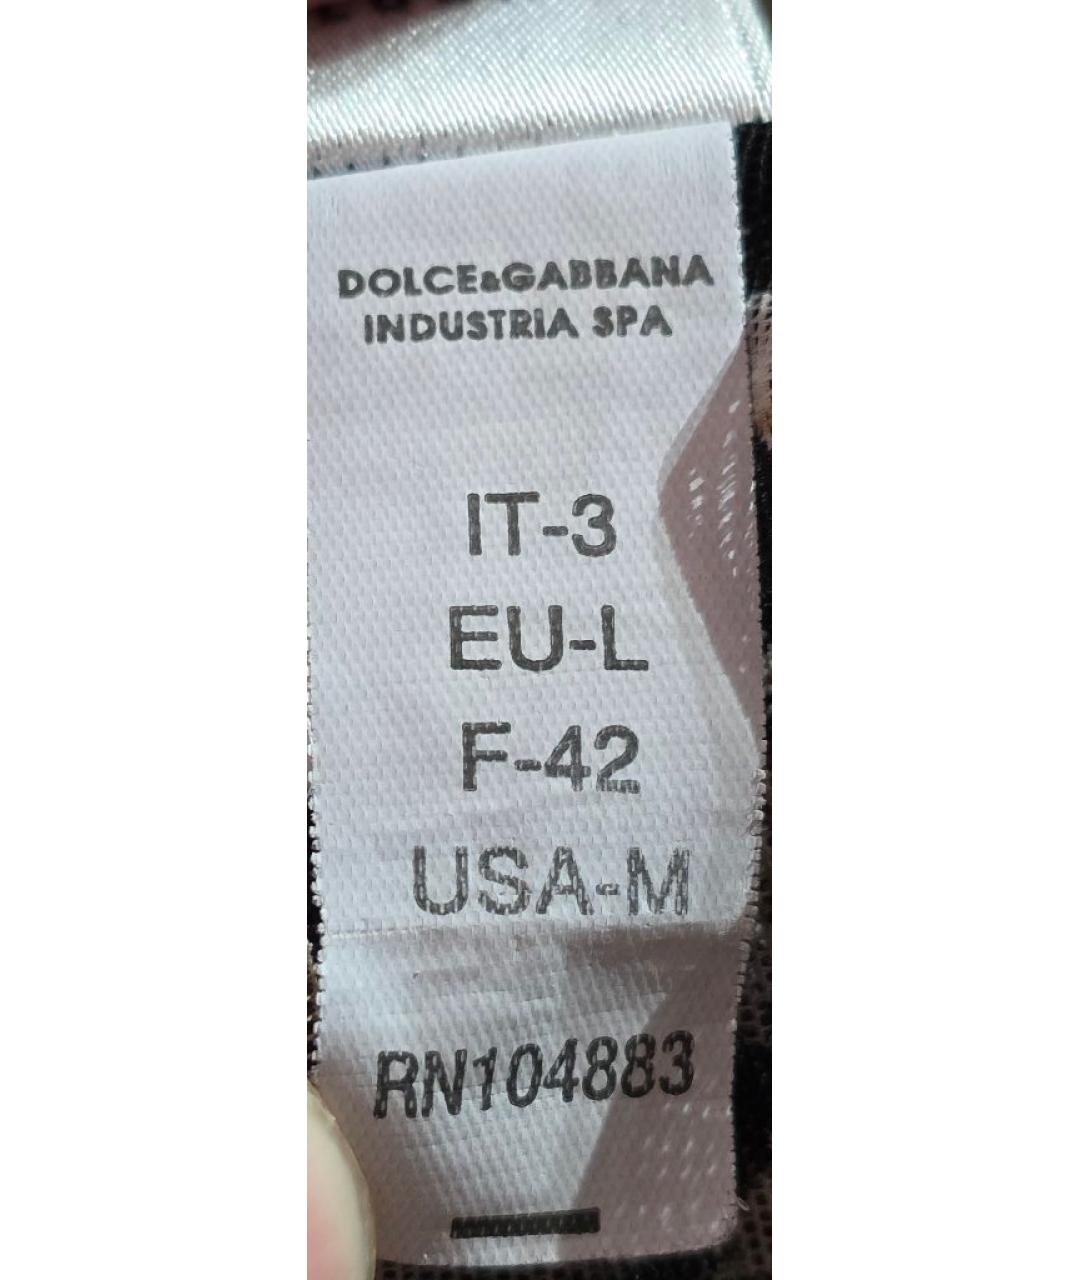 DOLCE&GABBANA
INDUSTRIA SPA
IT-3
EU-L
F-42
USA-M
RN104883